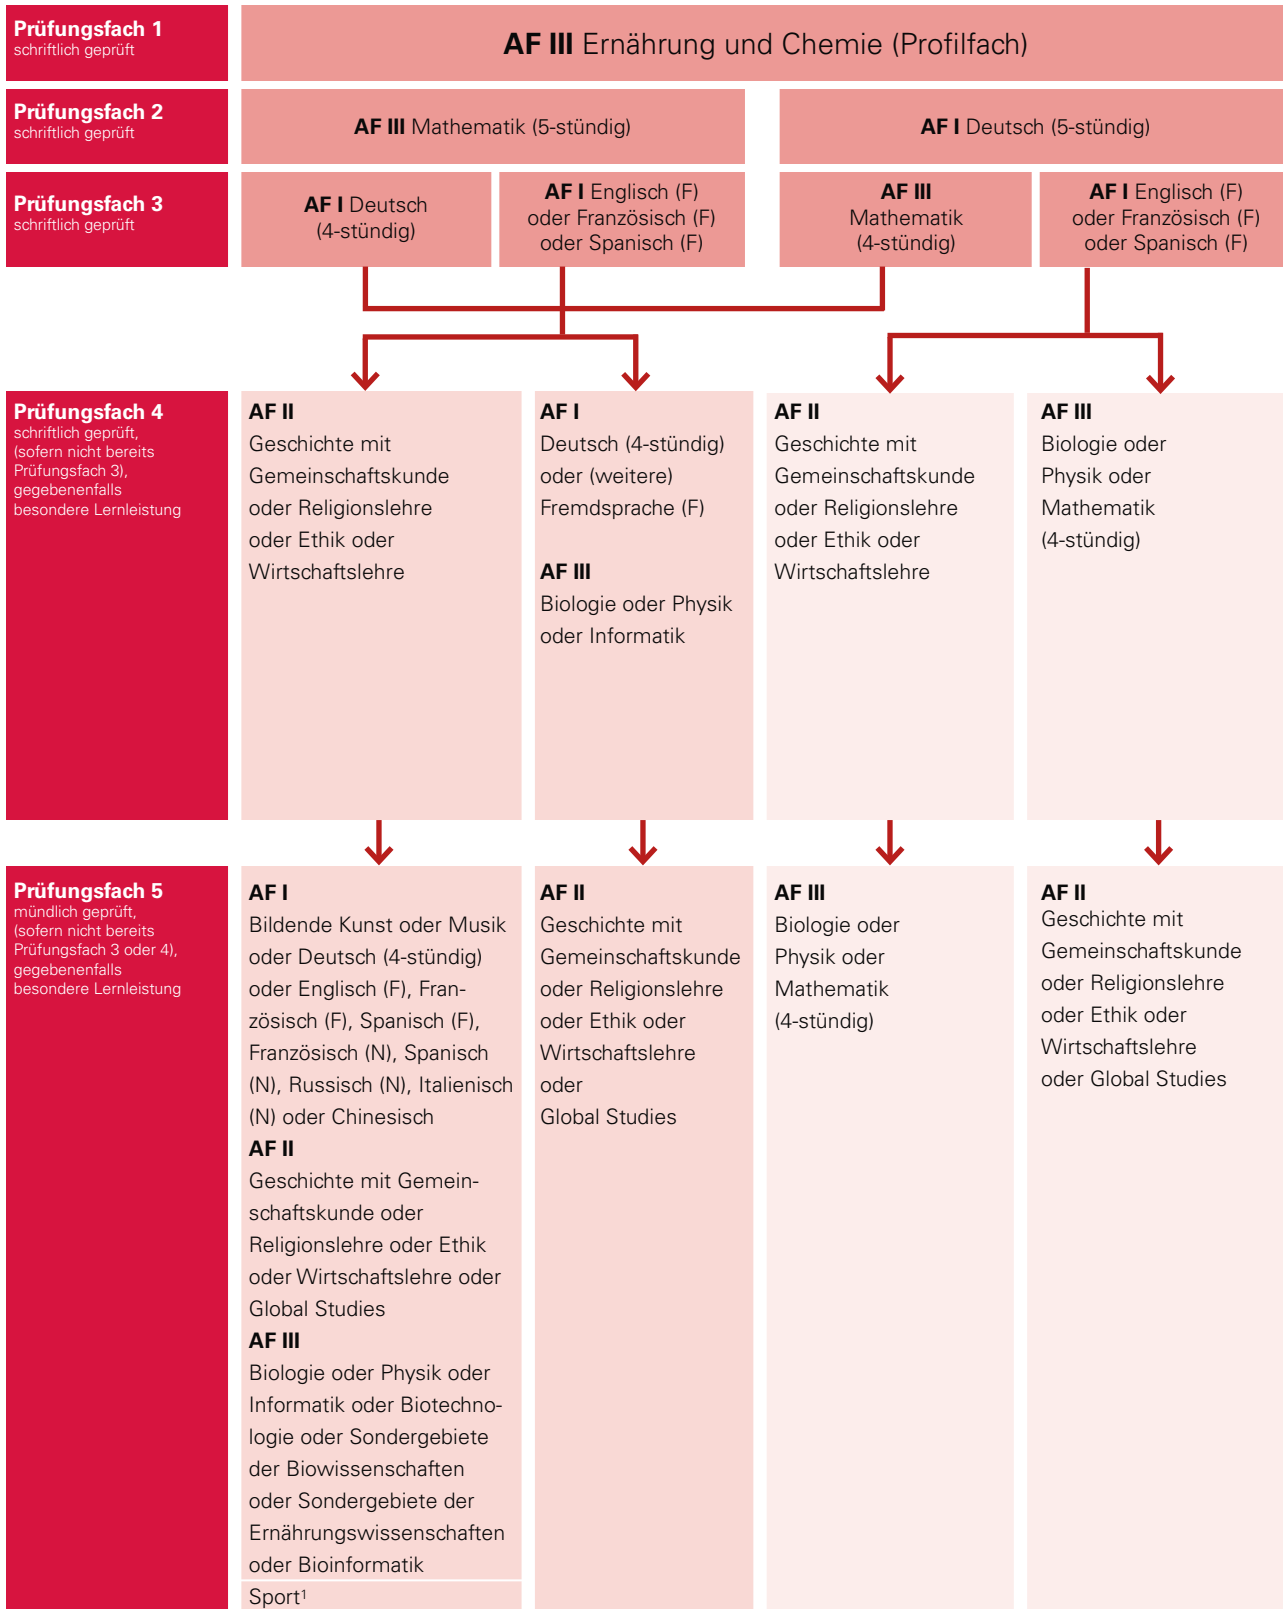 Prüfungsfach 1
schriftlich geprüft
AF III Ernährung und Chemie (Profilfach)
Prüfungsfach 2
schriftlich geprüft
AF III Mathematik (5-stündig)
AF I Deutsch (5-stündig)
Prüfungsfach 3
schriftlich geprüft
AF I Deutsch
(4-stündig)
AF I Englisch (F)
oder Französisch (F)
oder Spanisch (F)
AF III
Mathematik
(4-stündig)
AF I Englisch (F)
oder Französisch (F)
oder Spanisch (F)
Prüfungsfach 4
schriftlich geprüft,
(sofern nicht bereits
Prüfungsfach 3),
gegebenenfalls
besondere Lernleistung
AF II
Geschichte mit
Gemeinschaftskunde
oder Religionslehre
oder Ethik oder
Wirtschaftslehre
AF I
Deutsch (4-stündig)
oder (weitere)
Fremdsprache (F)
AF III
Biologie oder Physik
oder Informatik
AF II
Geschichte mit
Gemeinschaftskunde
oder Religionslehre
oder Ethik oder
Wirtschaftslehre
AF III
Biologie oder
Physik oder
Mathematik
(4-stündig)
Prüfungsfach 5
mündlich geprüft,
(sofern nicht bereits
Prüfungsfach 3 oder 4),
gegebenenfalls
besondere Lernleistung
AF I
Bildende Kunst oder Musik
oder Deutsch (4-stündig)
oder Englisch (F), Fran-
zösisch (F), Spanisch (F),
Französisch (N), Spanisch
(N), Russisch (N), Italienisch
(N) oder Chinesisch
AF II
Geschichte mit Gemein-
schaftskunde oder
Religionslehre oder Ethik
oder Wirtschaftslehre oder
Global Studies
AF III
Biologie oder Physik oder
Informatik oder Biotechno-
logie oder Sondergebiete
der Biowissenschaften
oder Sondergebiete der
Ernährungswissenschaften
oder Bioinformatik
Sport¹
AF II
Geschichte mit
Gemeinschaftskunde
oder Religionslehre
oder Ethik oder
Wirtschaftslehre
oder
Global Studies
AF III
Biologie oder
Physik oder
Mathematik
(4-stündig)
AF II
Geschichte mit
Gemeinschaftskunde
oder Religionslehre
oder Ethik oder
Wirtschaftslehre
oder Global Studies